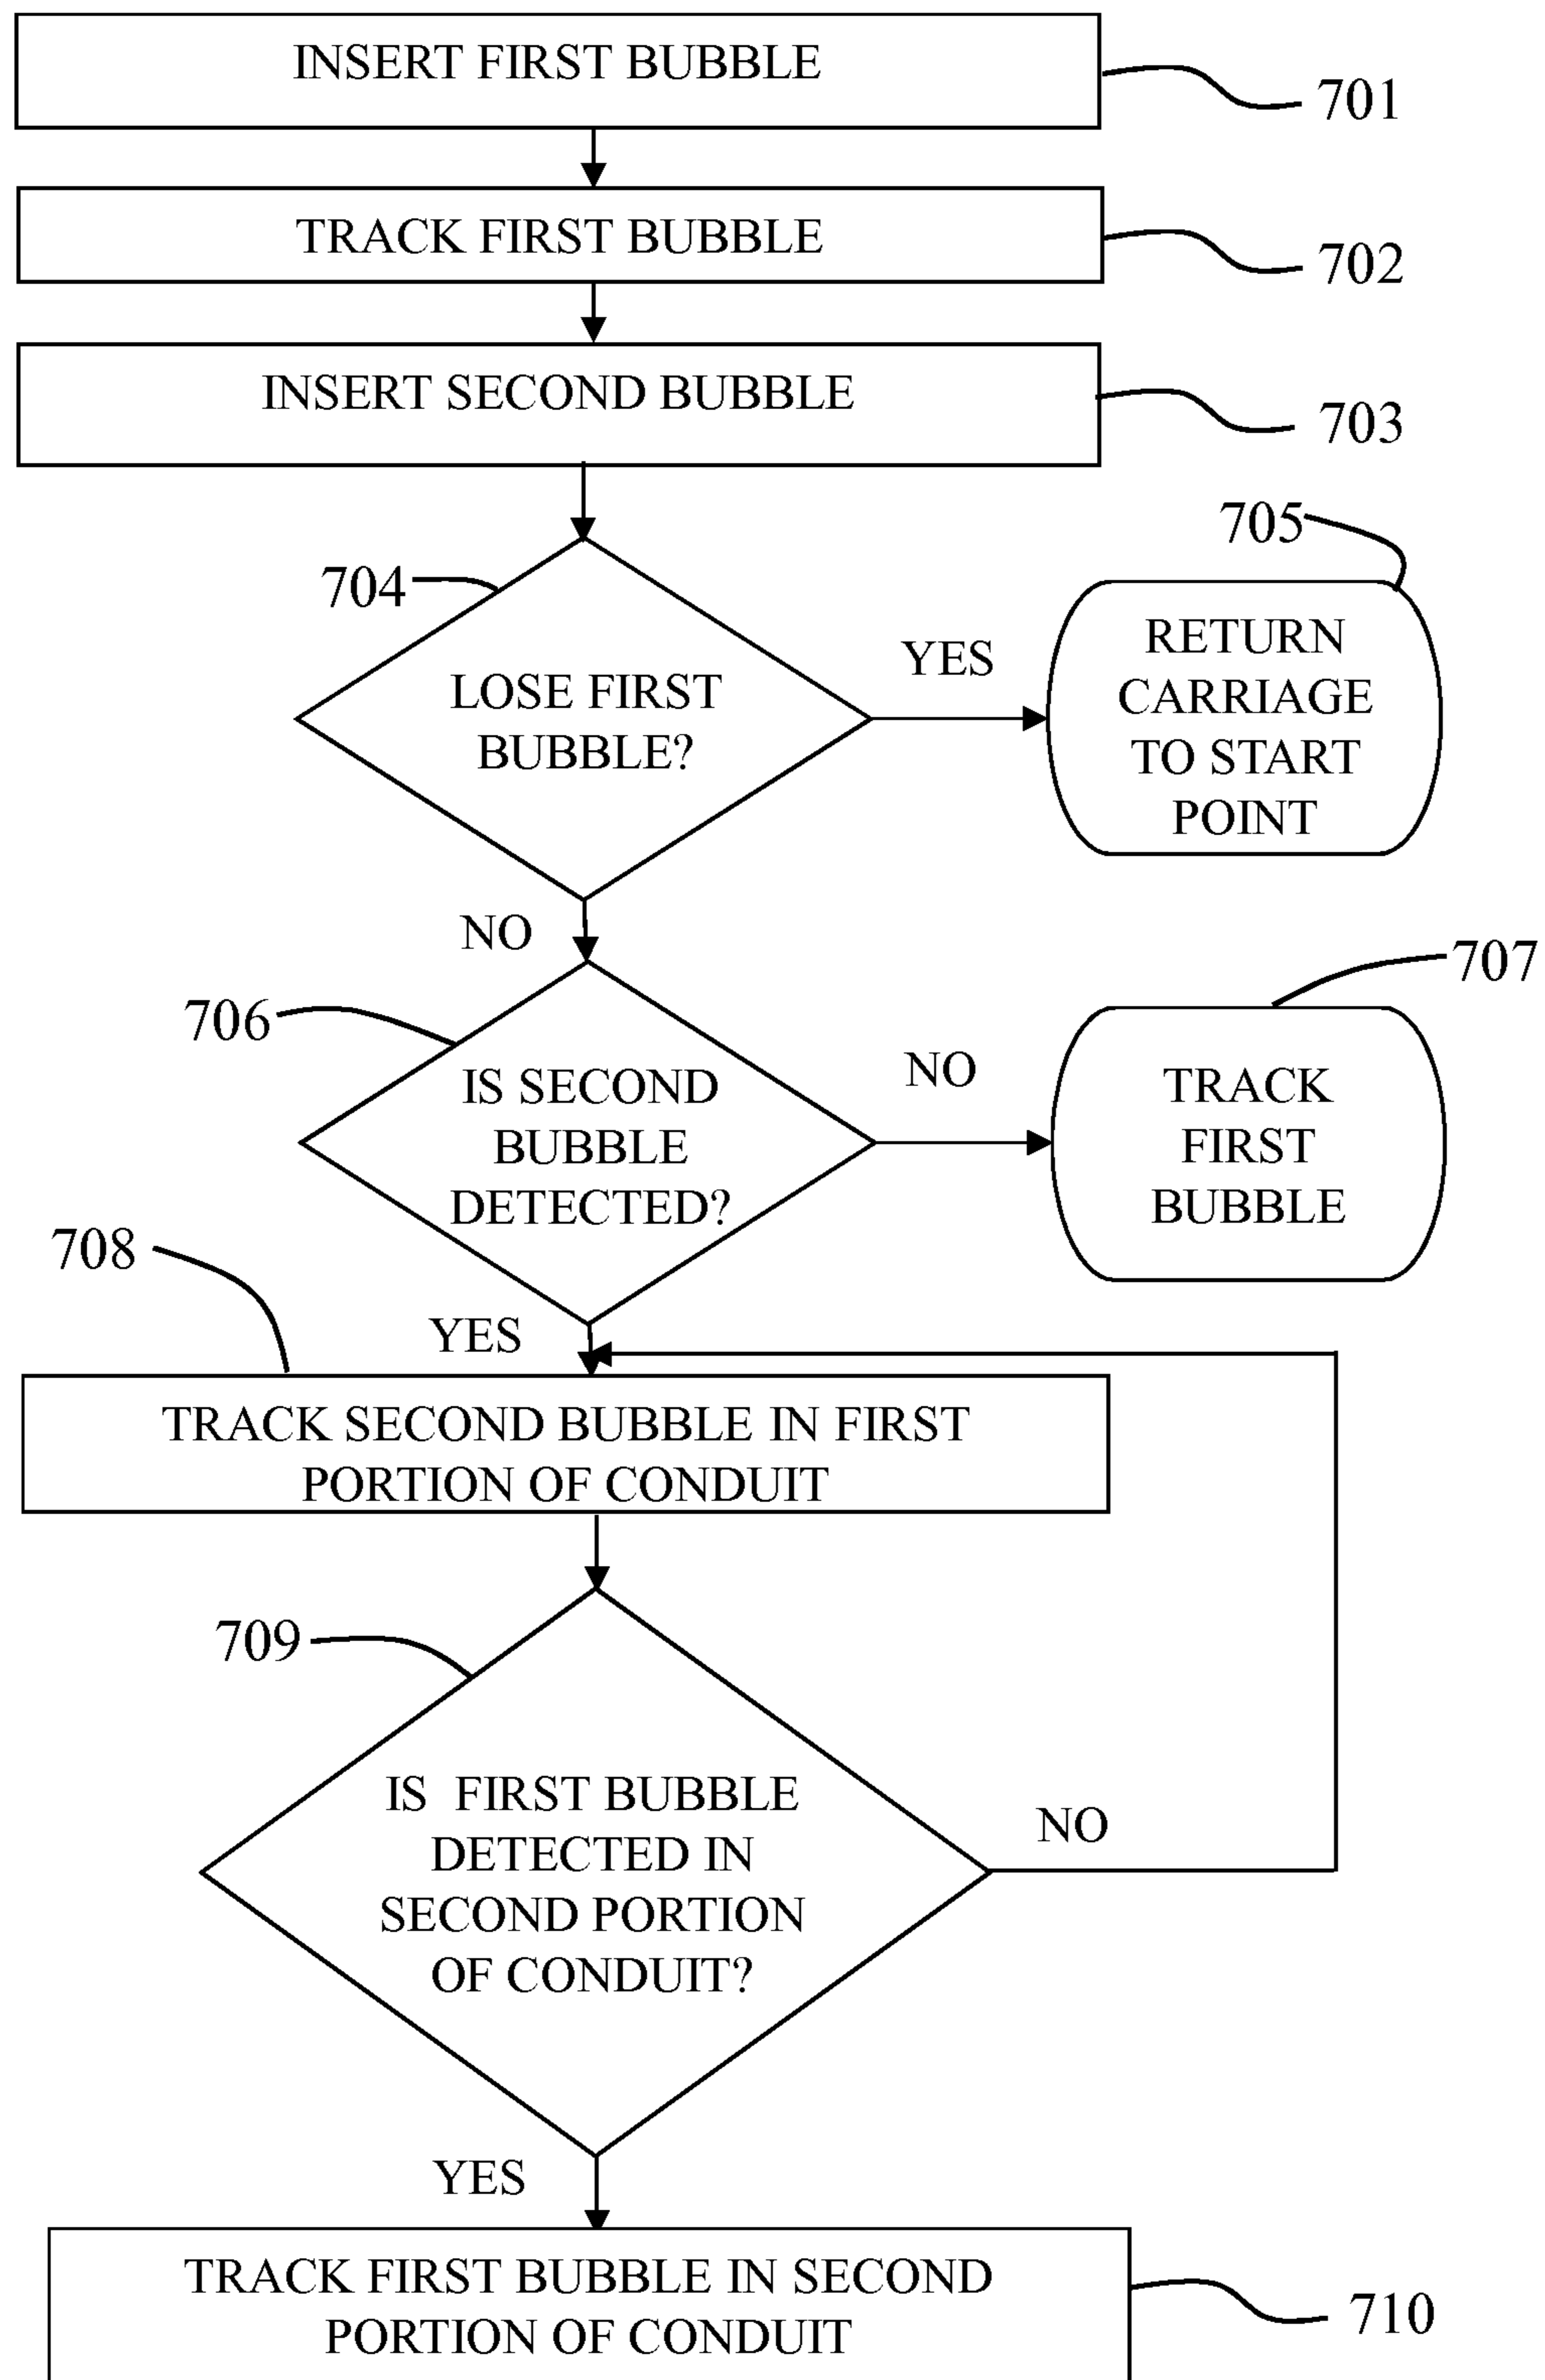 INSERT FIRST BUBBLE
701
TRACK FIRST BUBBLE
702
INSERT SECOND BUBBLE
703
705
704
LOSE FIRST
BUBBLE?
YES
RETURN
CARRIAGE
TO START
POINT
NO
707
706
IS SECOND
BUBBLE
DETECTED?
NO
TRACK
FIRST
BUBBLE
708
YES
TRACK SECOND BUBBLE IN FIRST
PORTION OF CONDUIT
709
IS FIRST BUBBLE
DETECTED IN
SECOND PORTION
OF CONDUIT?
NO
YES
TRACK FIRST BUBBLE IN SECOND
PORTION OF CONDUIT
710